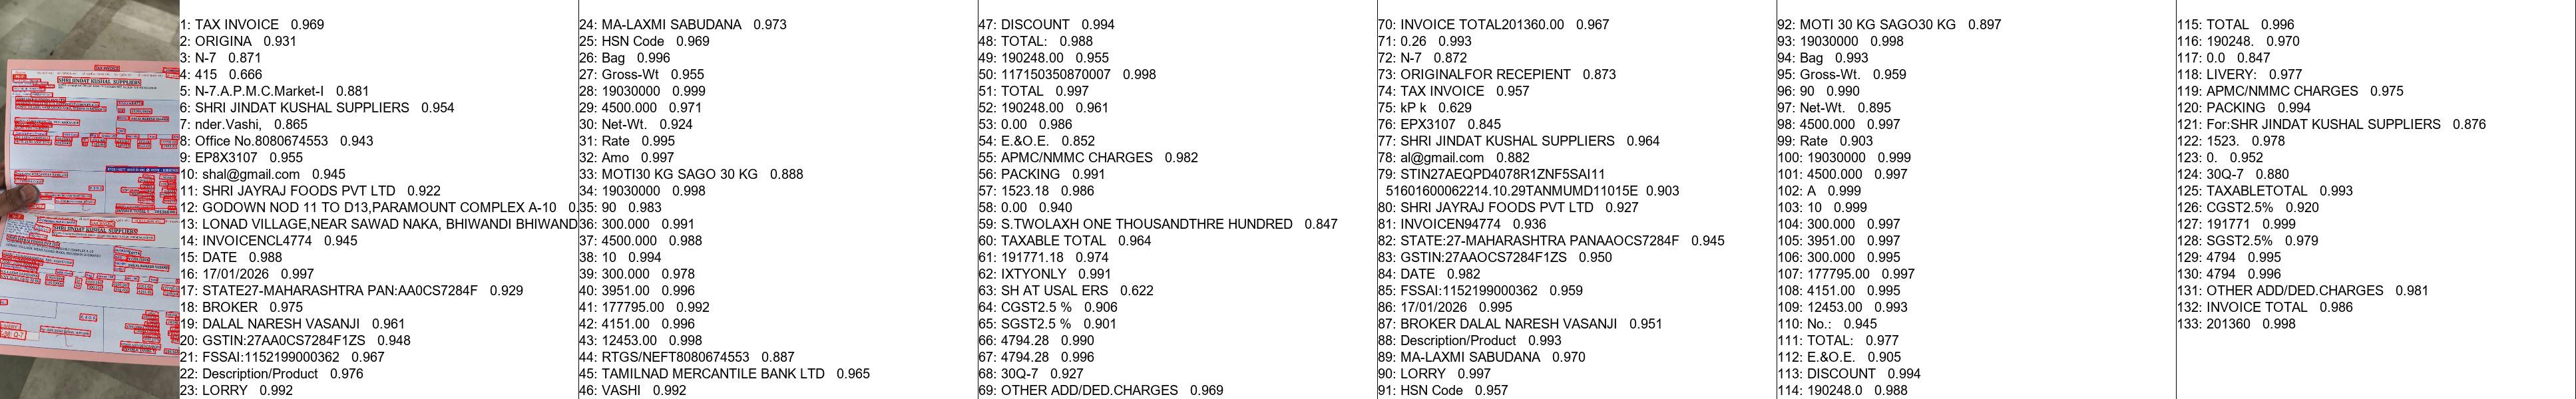 1: TAX INVOICE 0.969
2: ORIGINA 0.931
3: N-7 0.871
4: 415 0.666
5: N-7.A.P.M.C.Market-I 0.881
6: SHRI JINDAT KUSHAL SUPPLIERS 0.954
7: nder.Vashi, 0.865
8: Office No.8080674553 0.943
9: EP8X3107 0.955
10: shal@gmail.com 0.945
11: SHRI JAYRAJ FOODS PVT LTD 0.922
12: GODOWN NOD 11 TO D13,PARAMOUNT COMPLEX A-10 0.
13: LONAD VILLAGE,NEAR SAWAD NAKA, BHIWANDI BHIWAND
14: INVOICENCL4774 0.945
15: DATE 0.988
16: 17/01/2026 0.997
17: STATE27-MAHARASHTRA PAN:AA0CS7284F 0.929
18: BROKER 0.975
19: DALAL NARESH VASANJI 0.961
20: GSTIN:27AA0CS7284F1ZS 0.948
21: FSSAI:1152199000362 0.967
22: Description/Product 0.976
23: LORRY 0.992
24: MA-LAXMI SABUDANA 0.973
25: HSN Code 0.969
26: Bag 0.996
27: Gross-Wt 0.955
28: 19030000 0.999
29: 4500.000 0.971
30: Net-Wt. 0.924
31: Rate 0.995
32: Amo 0.997
33: MOTI30 KG SAGO 30 KG 0.888
34: 19030000 0.998
35: 90 0.983
36: 300.000 0.991
37: 4500.000 0.988
38: 10 0.994
39: 300.000 0.978
40: 3951.00 0.996
41: 177795.00 0.992
42: 4151.00 0.996
43: 12453.00 0.998
44: RTGS/NEFT8080674553 0.887
45: TAMILNAD MERCANTILE BANK LTD 0.965
46: VASHI 0.992
47: DISCOUNT 0.994
48: TOTAL: 0.988
49: 190248.00 0.955
50: 117150350870007 0.998
51: TOTAL 0.997
52: 190248.00 0.961
53: 0.00 0.986
54: E.&O.E. 0.852
55: APMC/NMMC CHARGES 0.982
56: PACKING 0.991
57: 1523.18 0.986
58: 0.00 0.940
59: S.TWOLAXH ONE THOUSANDTHRE HUNDRED 0.847
60: TAXABLE TOTAL 0.964
61: 191771.18 0.974
62: IXTYONLY 0.991
63: SH AT USAL ERS 0.622
64: CGST2.5 % 0.906
65: SGST2.5 % 0.901
66: 4794.28 0.990
67: 4794.28 0.996
68: 30Q-7 0.927
69: OTHER ADD/DED.CHARGES 0.969
70: INVOICE TOTAL201360.00 0.967
71: 0.26 0.993
72: N-7 0.872
73: ORIGINALFOR RECEPIENT 0.873
74: TAX INVOICE 0.957
75: kP k 0.629
76: EPX3107 0.845
77: SHRI JINDAT KUSHAL SUPPLIERS 0.964
78: al@gmail.com 0.882
79: STIN27AEQPD4078R1ZNF5SAI11
51601600062214.10.29TANMUMD11015E 0.903
80: SHRI JAYRAJ FOODS PVT LTD 0.927
81: INVOICEN94774 0.936
82: STATE:27-MAHARASHTRA PANAAOCS7284F 0.945
83: GSTIN:27AAOCS7284F1ZS 0.950
84: DATE 0.982
85: FSSAI:1152199000362 0.959
86: 17/01/2026 0.995
87: BROKER DALAL NARESH VASANJI 0.951
88: Description/Product 0.993
89: MA-LAXMI SABUDANA 0.970
90: LORRY 0.997
91: HSN Code 0.957
92: MOTI 30 KG SAGO30 KG 0.897
93: 19030000 0.998
94: Bag 0.993
95: Gross-Wt. 0.959
96: 90 0.990
97: Net-Wt. 0.895
98: 4500.000 0.997
99: Rate 0.903
100: 19030000 0.999
101: 4500.000 0.997
102: A 0.999
103: 10 0.999
104: 300.000 0.997
105: 3951.00 0.997
106: 300.000 0.995
107: 177795.00 0.997
108: 4151.00 0.995
109: 12453.00 0.993
110: No.: 0.945
111: TOTAL: 0.977
112: E.&O.E. 0.905
113: DISCOUNT 0.994
114: 190248.0 0.988
115: TOTAL 0.996
116: 190248. 0.970
117: 0.0 0.847
118: LIVERY: 0.977
119: APMC/NMMC CHARGES 0.975
120: PACKING 0.994
121: For:SHR JINDAT KUSHAL SUPPLIERS 0.876
122: 1523. 0.978
123: 0. 0.952
124: 30Q-7 0.880
125: TAXABLETOTAL 0.993
126: CGST2.5% 0.920
127: 191771 0.999
128: SGST2.5% 0.979
129: 4794 0.995
130: 4794 0.996
131: OTHER ADD/DED.CHARGES 0.981
132: INVOICE TOTAL 0.986
133: 201360 0.998